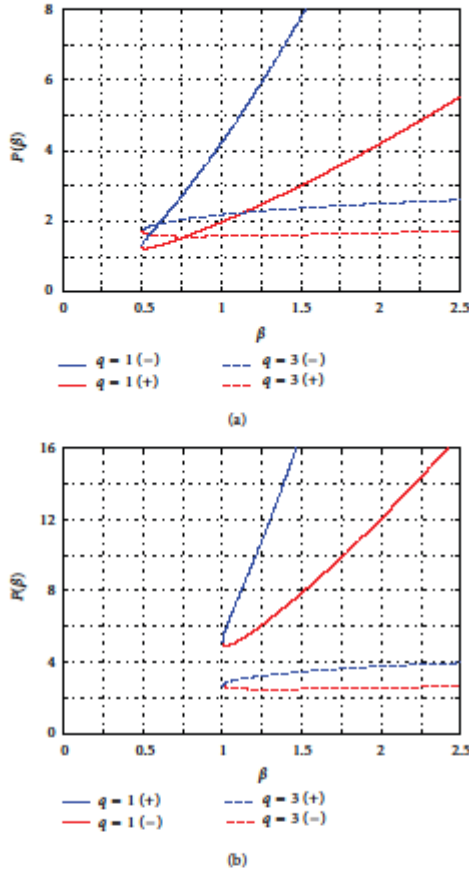 8
6
4
2
0
P(β)
0 0.5 1 1.5 2 2.5
β
q = 1 (−) q = 3 (−)
q = 1 (+) q = 3 (+)
(a)
16
12
8
4
0
P(β)
0 0.5 1 1.5 2 2.5
β
q = 1 (+) q = 3 (+)
q = 1 (−) q = 3 (−)
(b)